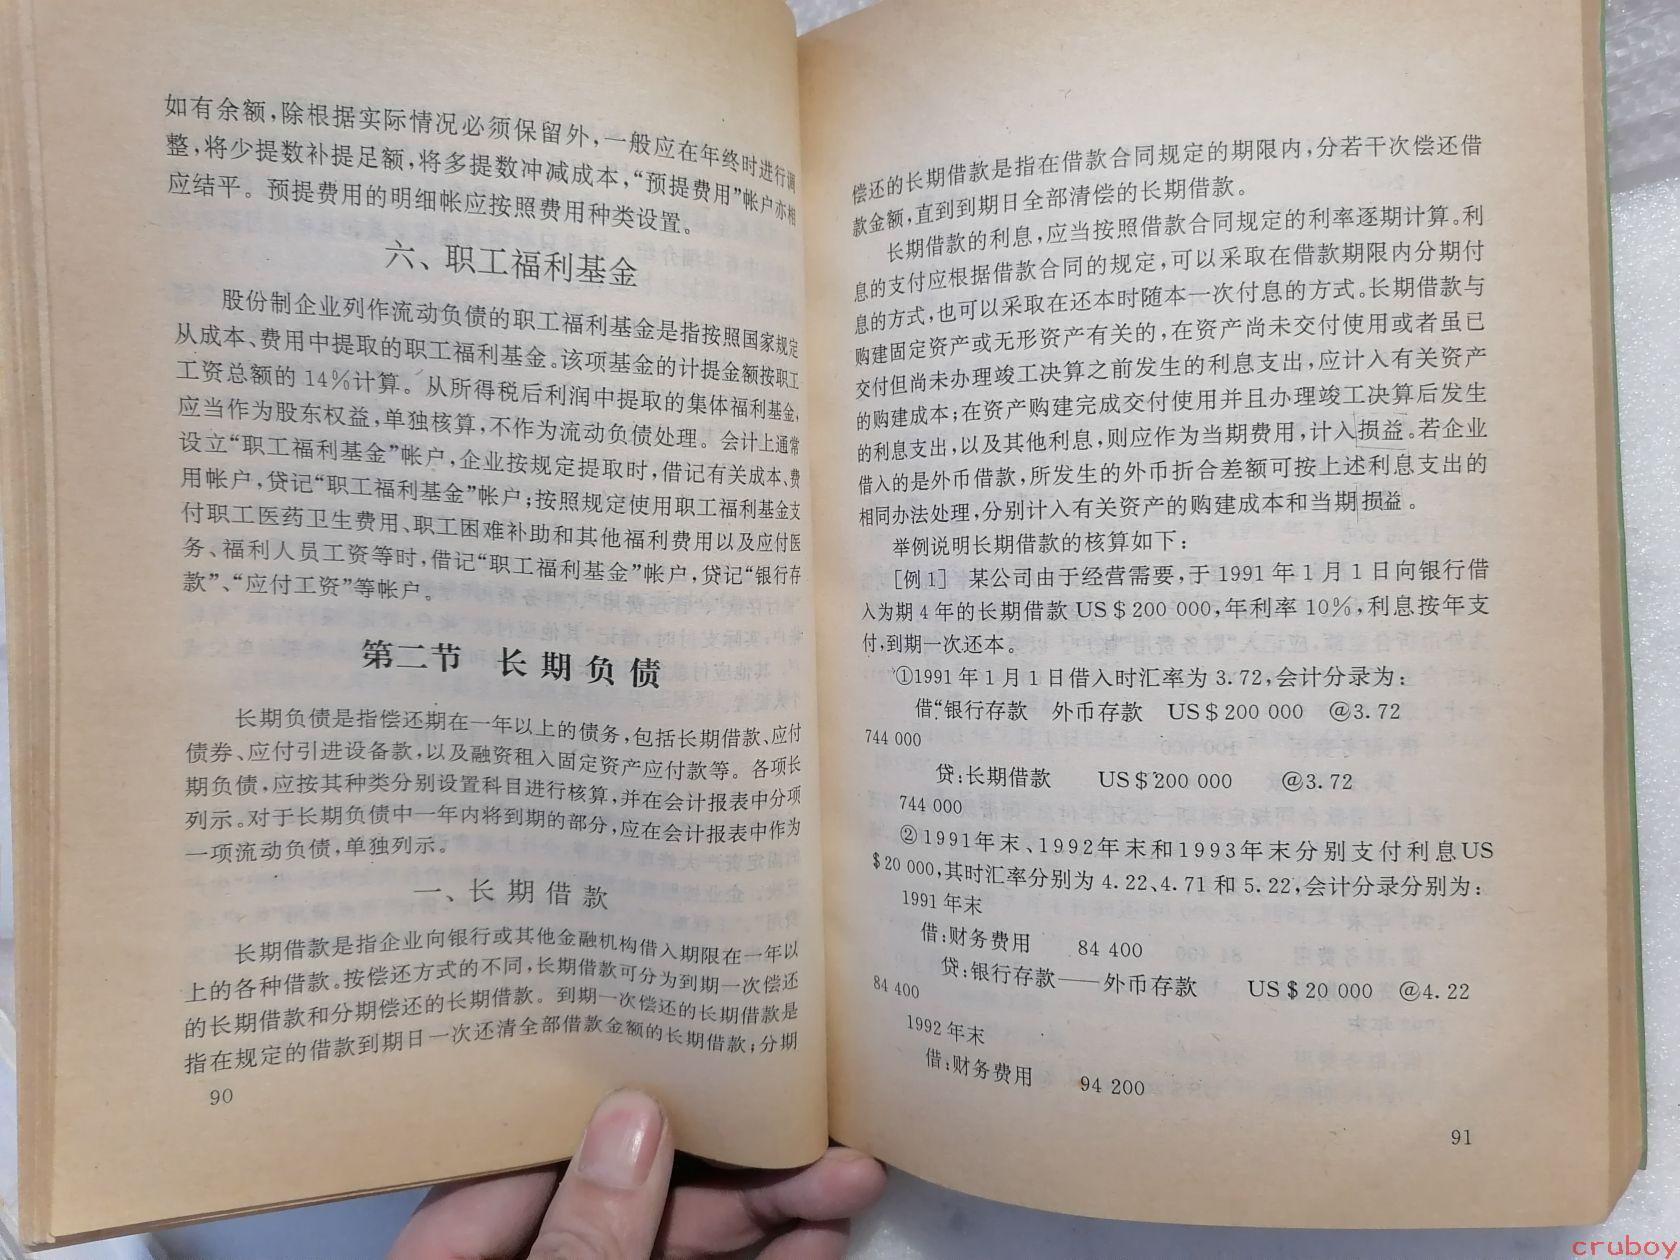 如有余额,除根据实际情况必须保留外,一般应在年终时进行调
整,将少提数补提足额,将多提数冲减成本,“预提费用”帐户亦相
应结平。预提费用的明细帐应按照费用种类设置。
六、职工福利基金
股份制企业列作流动负债的职工福利基金是指按照国家规定
从成本、费用中提取的职工福利基金。该项基金的计提金额按职工
工资总额的14%计算。从所得税后利润中提取的集体福利基金,
应当作为股东权益,单独核算,不作为流动负债处理。会计上通常
设立“职工福利基金”帐户,企业按规定提取时,借记有关成本、费
用帐户,贷记“职工福利基金”帐户;按照规定使用职工福利基金支
付职工医药卫生费用、职工困难补助和其他福利费用以及应付医
务、福利人员工资等时,借记“职工福利基金”帐户,贷记“银行存
款”、“应付工资”等帐户。
第二节 长期负债
长期负债是指偿还期在一年以上的债务,包括长期借款、应付
债券、应付引进设备款,以及融资租入固定资产应付款等。各项长
期负债,应按其种类分别设置科目进行核算,并在会计报表中分项
列示。对于长期负债中一年内将到期的部分,应在会计报表中作为
一项流动负债,单独列示。
一、长期借款
长期借款是指企业向银行或其他金融机构借入期限在一年以
上的各种借款。按偿还方式的不同,长期借款可分为到期一次偿还
的长期借款和分期偿还的长期借款。到期一次偿还的长期借款是
指在规定的借款到期日一次还清全部借款金额的长期借款;分期
90
偿还的长期借款是指在借款合同规定的期限内,分若干次偿还借
款金额,直到到期日全部清偿的长期借款。
长期借款的利息,应当按照借款合同规定的利率逐期计算。利
息的支付应根据借款合同的规定,可以采取在借款期限内分期付
息的方式,也可以采取在还本时随本一次付息的方式。长期借款与
购建固定资产或无形资产有关的,在资产尚未交付使用或者虽已
交付但尚未办理竣工决算之前发生的利息支出,应计入有关资产
的购建成本;在资产购建完成交付使用并且办理竣工决算后发生
的利息支出,以及其他利息,则应作为当期费用,计入损益。若企业
借入的是外币借款,所发生的外币折合差额可按上述利息支出的
相同办法处理,分别计入有关资产的购建成本和当期损益。
举例说明长期借款的核算如下:
[例1] 某公司由于经营需要,于1991年1月1日向银行借
入为期4年的长期借款US$200 000,年利率10%,利息按年支
付,到期一次还本。
①1991年1月1日借入时汇率为3.72,会计分录为:
借“银行存款 外币存款 US$200 000 @3.72
744 000
贷:长期借款 US$200 000 @3.72
744 000
②1991年末、1992年末和1993年末分别支付利息US
$20 000,其时汇率分别为4.22、4.71和5.22,会计分录分别为:
1991年末
借:财务费用 84 400
贷:银行存款——外币存款 US$20 000 @4.22
84 400
1992年末
借:财务费用 94 200
91
cruboy